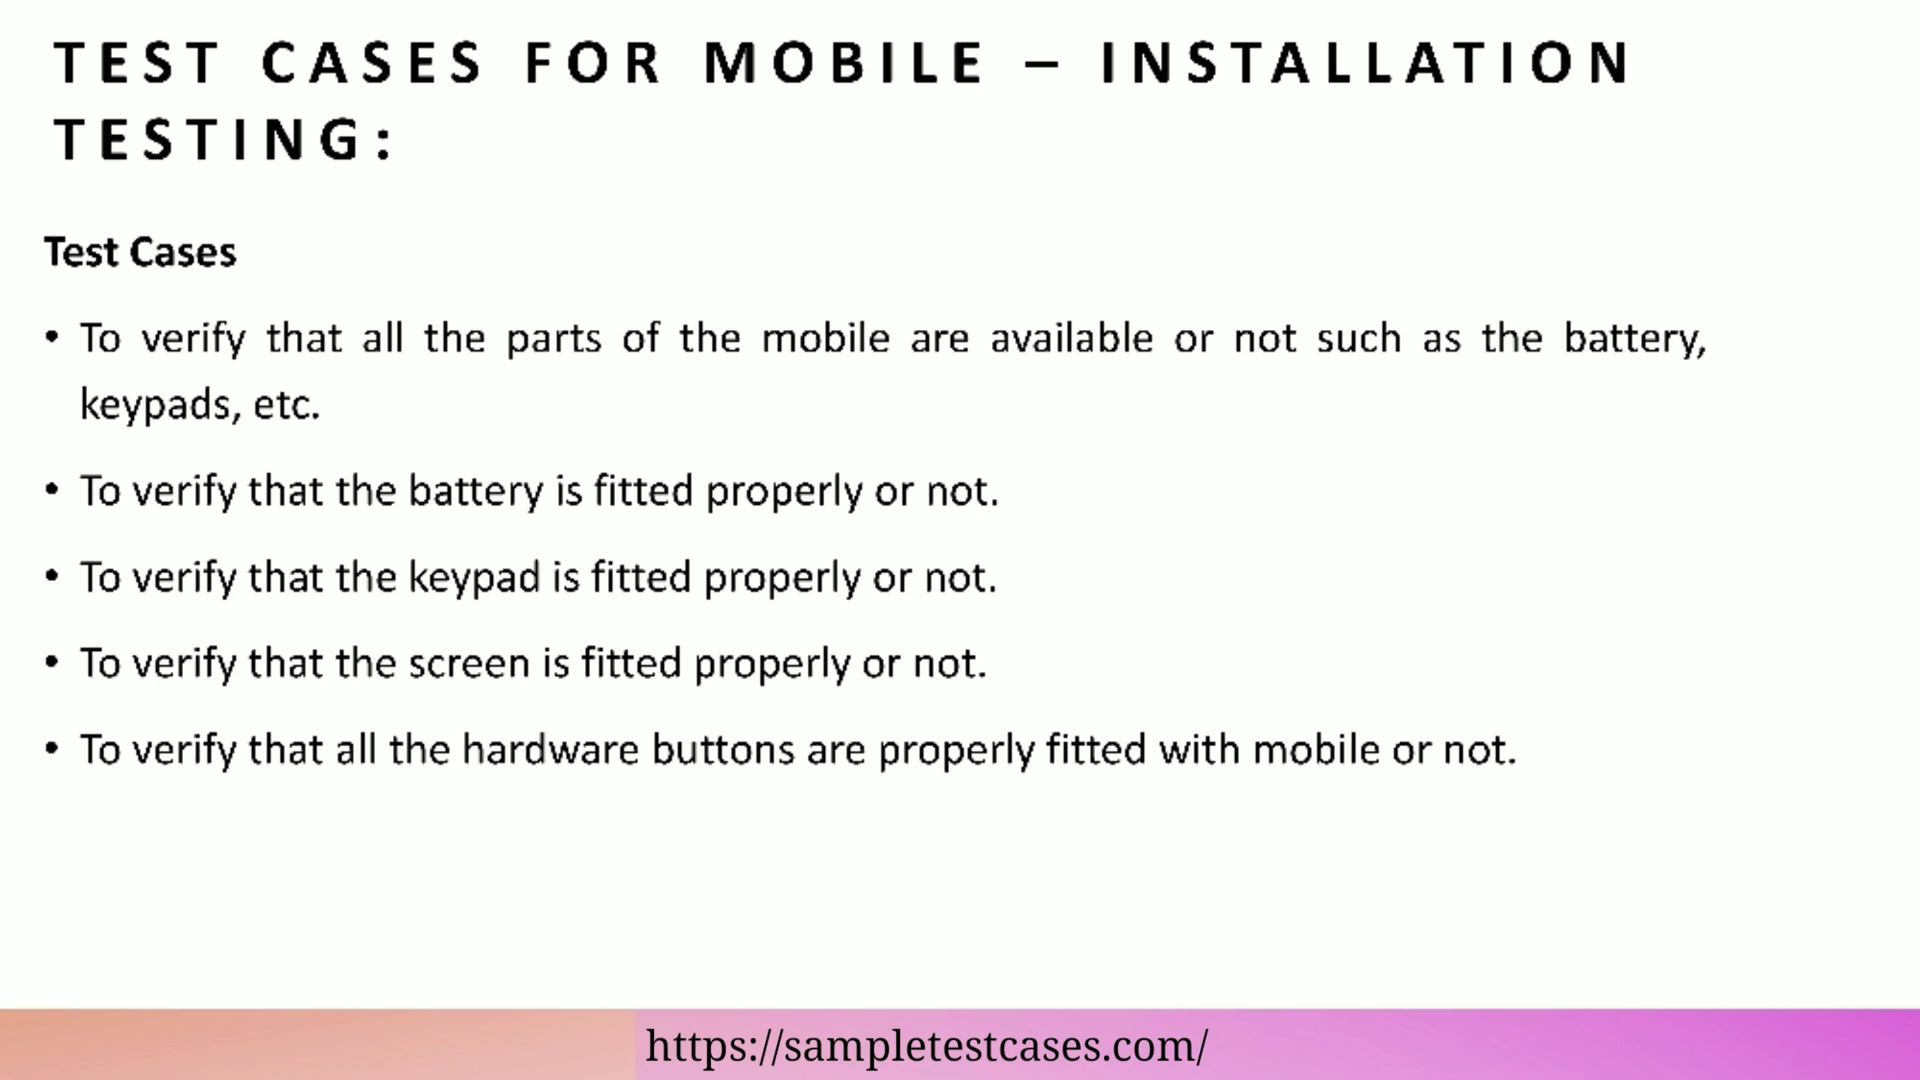 TEST CASES FOR MOBILE – INSTALLATION
TESTING:
Test Cases
• To verify that all the parts of the mobile are available or not such as the battery,
keypads, etc.
• To verify that the battery is fitted properly or not.
• To verify that the keypad is fitted properly or not.
• To verify that the screen is fitted properly or not.
• To verify that all the hardware buttons are properly fitted with mobile or not.
https://sampletestcases.com/